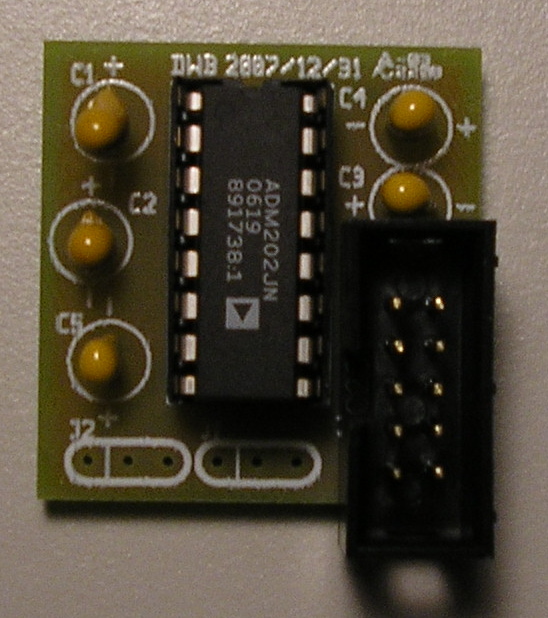 DWB 2007/12/31
C1 +
C4
- +
C3
+ -
+
C2
C5
+
J2
ADM202JN
0619
891738.1